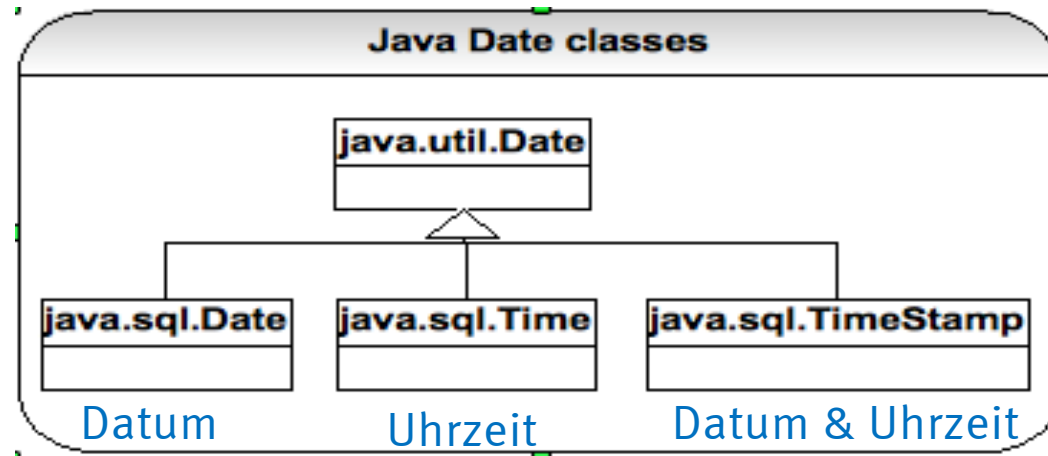 Java Date classes
java.util.Date
java.sql.Date
java.sql.Time
java.sql.TimeStamp
Datum
Uhrzeit
Datum & Uhrzeit